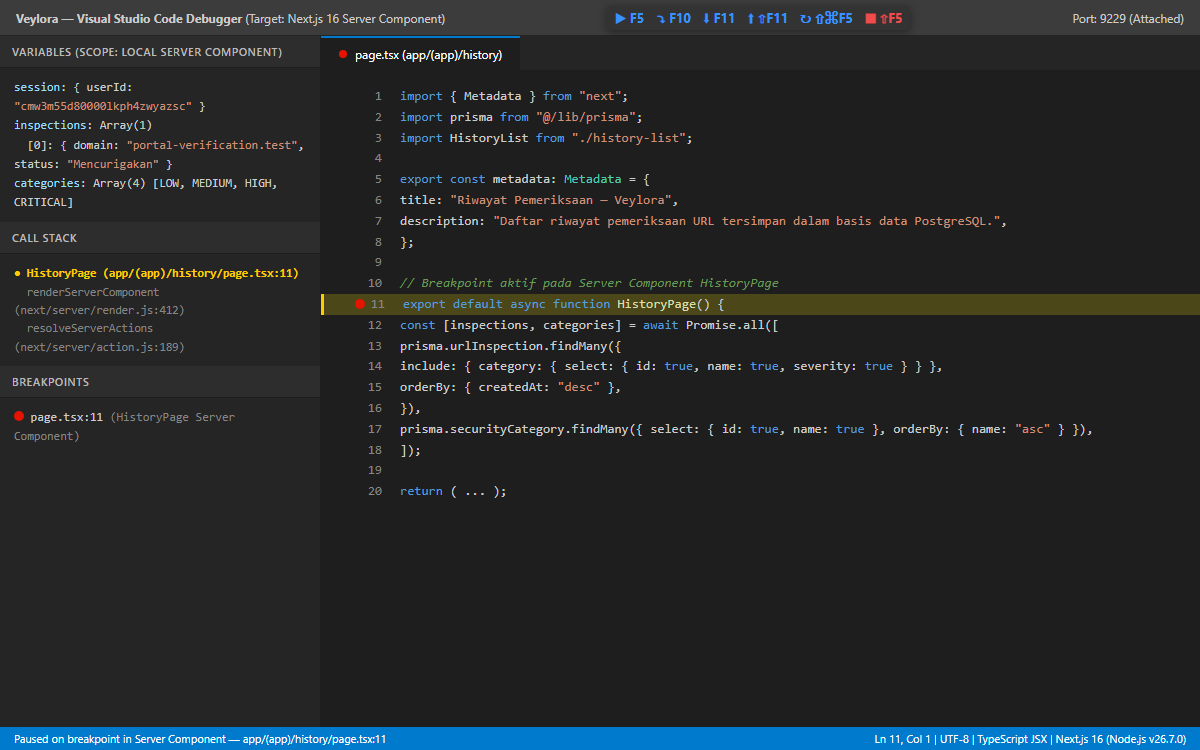 Veylora — Visual Studio Code Debugger (Target: Next.js 16 Server Component)
▶ F5 ⤵ F10 ⬇ F11 ⬆ ⇧F11 ↻ ⇧⌘F5 ■ ⇧F5
Port: 9229 (Attached)
VARIABLES (SCOPE: LOCAL SERVER COMPONENT)
session: { userId:
"cmw3m55d80000lkph4zwyazsc" }
inspections: Array(1)
[0]: { domain: "portal-verification.test",
status: "Mencurigakan" }
categories: Array(4) [LOW, MEDIUM, HIGH,
CRITICAL]
CALL STACK
● HistoryPage (app/(app)/history/page.tsx:11)
renderServerComponent
(next/server/render.js:412)
resolveServerActions
(next/server/action.js:189)
BREAKPOINTS
page.tsx:11 (HistoryPage Server
Component)
page.tsx (app/(app)/history)
1 import { Metadata } from "next";
2 import prisma from "@/lib/prisma";
3 import HistoryList from "./history-list";
4
5 export const metadata: Metadata = {
6 title: "Riwayat Pemeriksaan — Veylora",
7 description: "Daftar riwayat pemeriksaan URL tersimpan dalam basis data PostgreSQL.",
8 };
9
10 // Breakpoint aktif pada Server Component HistoryPage
11 export default async function HistoryPage() {
12 const [inspections, categories] = await Promise.all([
13 prisma.urlInspection.findMany({
14 include: { category: { select: { id: true, name: true, severity: true } } },
15 orderBy: { createdAt: "desc" },
16 }),
17 prisma.securityCategory.findMany({ select: { id: true, name: true }, orderBy: { name: "asc" } }),
18 ]);
19
20 return ( ... );
Paused on breakpoint in Server Component — app/(app)/history/page.tsx:11
Ln 11, Col 1 | UTF-8 | TypeScript JSX | Next.js 16 (Node.js v26.7.0)